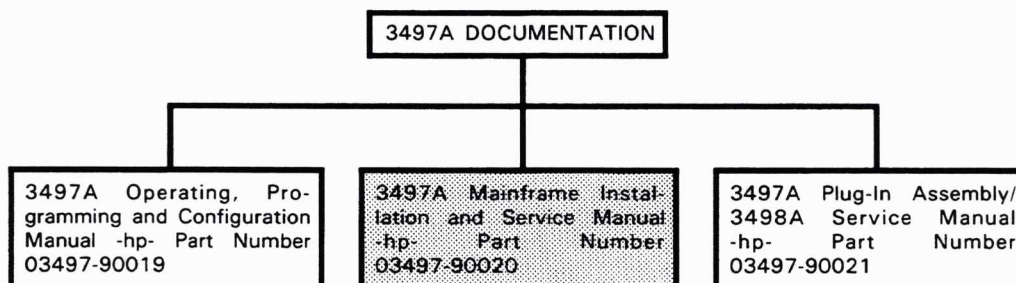 3497A DOCUMENTATION
3497A Operating, Pro-
gramming and Configuration
Manual -hp- Part Number
03497-90019
3497A Mainframe Instal-
lation and Service Manual
-hp- Part Number
03497-90020
3497A Plug-In Assembly/
3498A Service Manual
-hp- Part Number
03497-90021